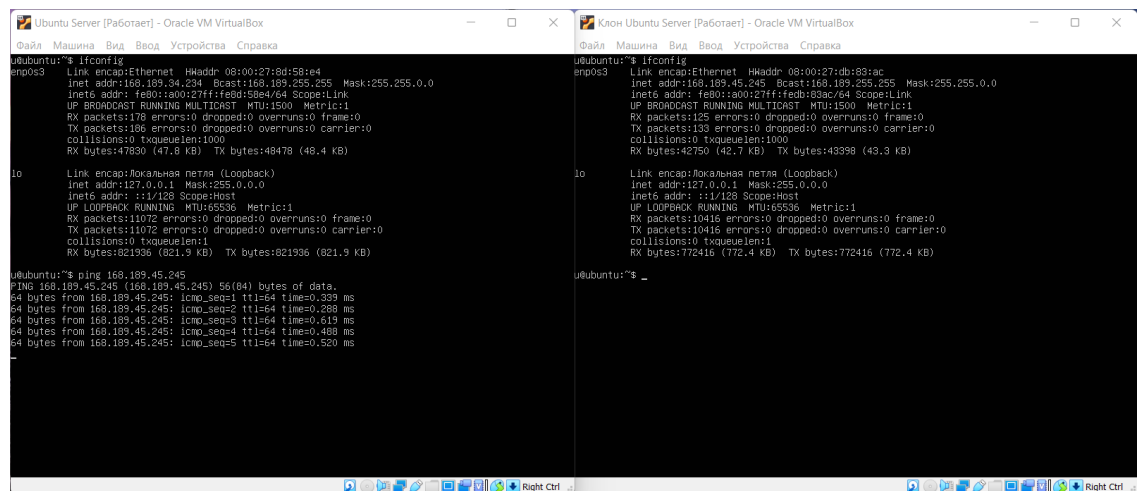 Ubuntu Server [Работает] - Oracle VM VirtualBox
Файл Машина Вид Ввод Устройства Справка
u@ubuntu:~$ ifconfig
enp0s3 Link encap:Ethernet HWaddr 08:00:27:8d:58:e4
inet addr:168.189.34.234 Bcast:168.189.255.255 Mask:255.255.0.0
inet6 addr: fe80::a00:27ff:fe8d:58e4/64 Scope:Link
UP BROADCAST RUNNING MULTICAST MTU:1500 Metric:1
RX packets:178 errors:0 dropped:0 overruns:0 frame:0
TX packets:186 errors:0 dropped:0 overruns:0 carrier:0
collisions:0 txqueuelen:1000
RX bytes:47830 (47.8 KB) TX bytes:48478 (48.4 KB)
lo Link encap:Локальная петля (Loopback)
inet addr:127.0.0.1 Mask:255.0.0.0
inet6 addr: ::1/128 Scope:Host
UP LOOPBACK RUNNING MTU:65536 Metric:1
RX packets:11072 errors:0 dropped:0 overruns:0 frame:0
TX packets:11072 errors:0 dropped:0 overruns:0 carrier:0
collisions:0 txqueuelen:1
RX bytes:821936 (821.9 KB) TX bytes:821936 (821.9 KB)
u@ubuntu:~$ ping 168.189.45.245
PING 168.189.45.245 (168.189.45.245) 56(84) bytes of data.
64 bytes from 168.189.45.245: icmp_seq=1 ttl=64 time=0.339 ms
64 bytes from 168.189.45.245: icmp_seq=2 ttl=64 time=0.288 ms
64 bytes from 168.189.45.245: icmp_seq=3 ttl=64 time=0.619 ms
64 bytes from 168.189.45.245: icmp_seq=4 ttl=64 time=0.488 ms
64 bytes from 168.189.45.245: icmp_seq=5 ttl=64 time=0.520 ms
Right Ctrl
Клон Ubuntu Server [Работает] - Oracle VM VirtualBox
Файл Машина Вид Ввод Устройства Справка
u@ubuntu:~$ ifconfig
enp0s3 Link encap:Ethernet HWaddr 08:00:27:db:83:ac
inet addr:168.189.45.245 Bcast:168.189.255.255 Mask:255.255.0.0
inet6 addr: fe80::a00:27ff:fedb:83ac/64 Scope:Link
UP BROADCAST RUNNING MULTICAST MTU:1500 Metric:1
RX packets:125 errors:0 dropped:0 overruns:0 frame:0
TX packets:133 errors:0 dropped:0 overruns:0 carrier:0
collisions:0 txqueuelen:1000
RX bytes:42750 (42.7 KB) TX bytes:43398 (43.3 KB)
lo Link encap:Локальная петля (Loopback)
inet addr:127.0.0.1 Mask:255.0.0.0
inet6 addr: ::1/128 Scope:Host
UP LOOPBACK RUNNING MTU:65536 Metric:1
RX packets:10416 errors:0 dropped:0 overruns:0 frame:0
TX packets:10416 errors:0 dropped:0 overruns:0 carrier:0
collisions:0 txqueuelen:1
RX bytes:772416 (772.4 KB) TX bytes:772416 (772.4 KB)
u@ubuntu:~$ _
Right Ctrl